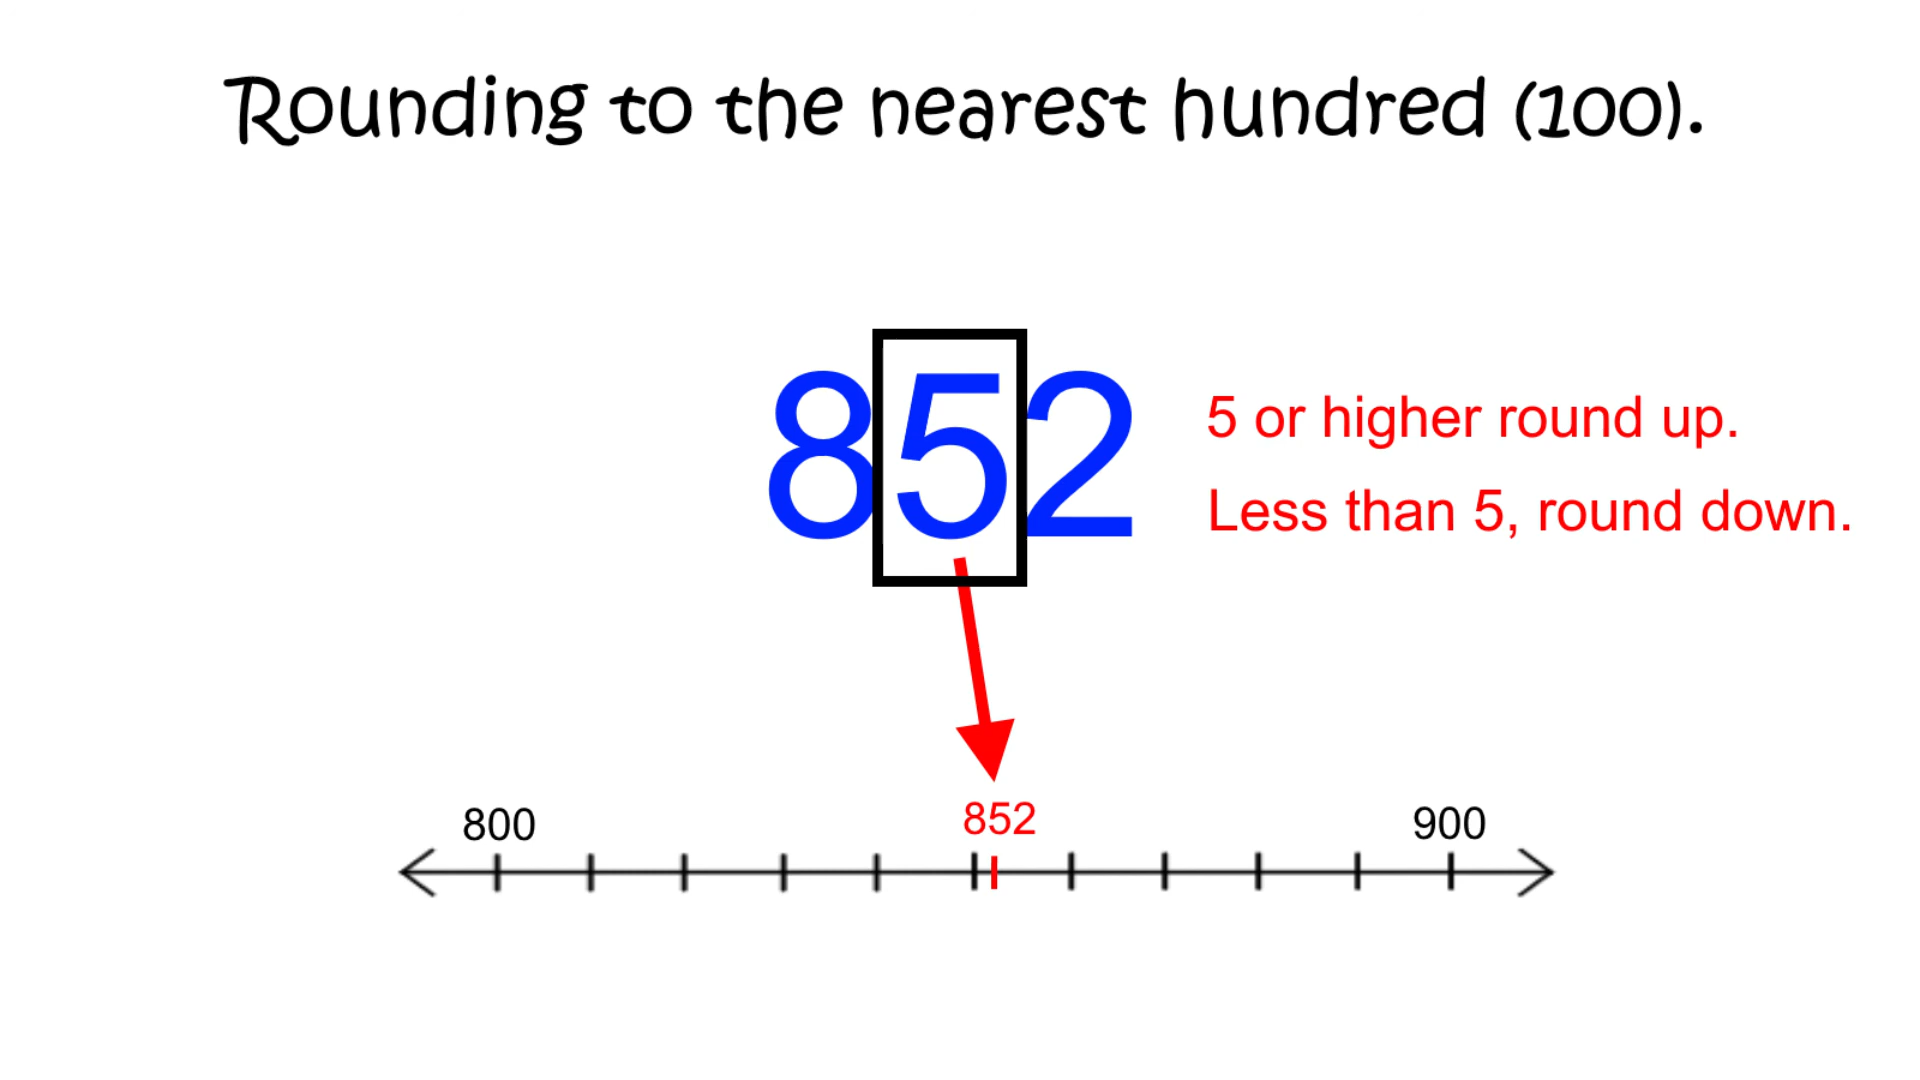 Rounding to the nearest hundred (100).
852
5 or higher round up.
Less than 5, round down.
800 852 900